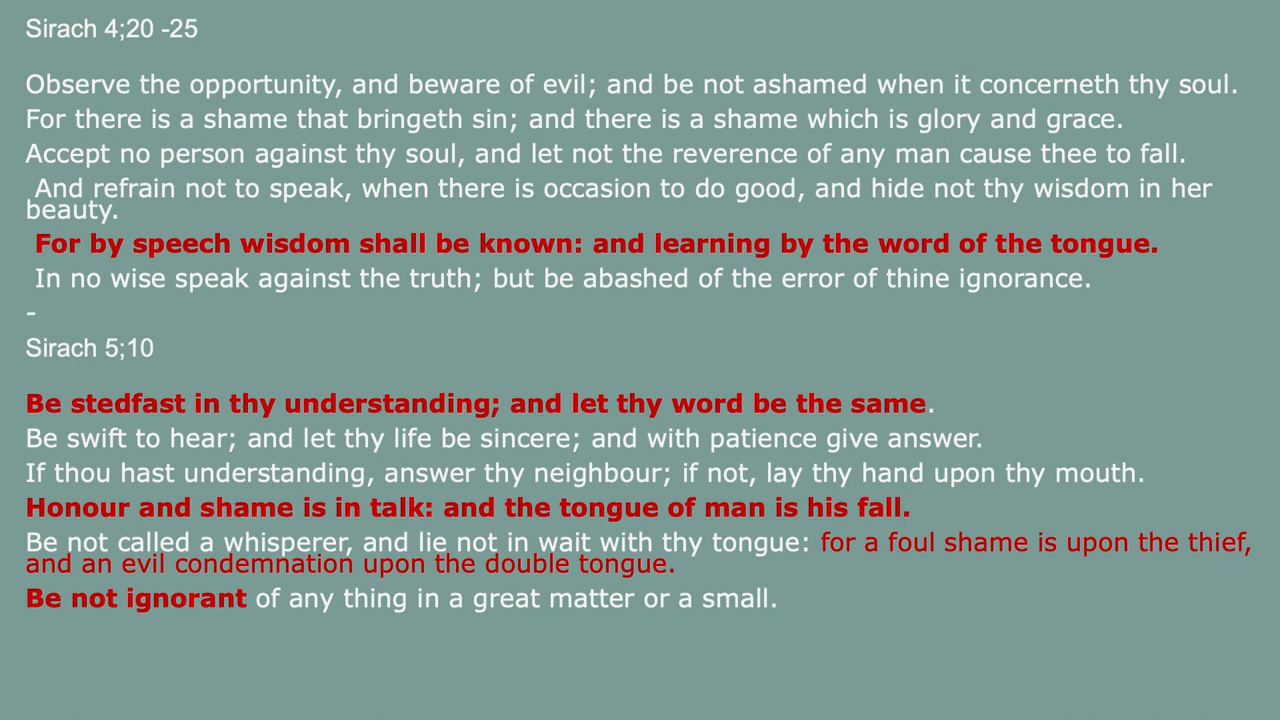 Sirach 4;20 -25
Observe the opportunity, and beware of evil; and be not ashamed when it concerneth thy soul.
For there is a shame that bringeth sin; and there is a shame which is glory and grace.
Accept no person against thy soul, and let not the reverence of any man cause thee to fall.
And refrain not to speak, when there is occasion to do good, and hide not thy wisdom in her
beauty.
For by speech wisdom shall be known: and learning by the word of the tongue.
In no wise speak against the truth; but be abashed of the error of thine ignorance.
-
Sirach 5;10
Be stedfast in thy understanding; and let thy word be the same.
Be swift to hear; and let thy life be sincere; and with patience give answer.
If thou hast understanding, answer thy neighbour; if not, lay thy hand upon thy mouth.
Honour and shame is in talk: and the tongue of man is his fall.
Be not called a whisperer, and lie not in wait with thy tongue: for a foul shame is upon the thief,
and an evil condemnation upon the double tongue.
Be not ignorant of any thing in a great matter or a small.